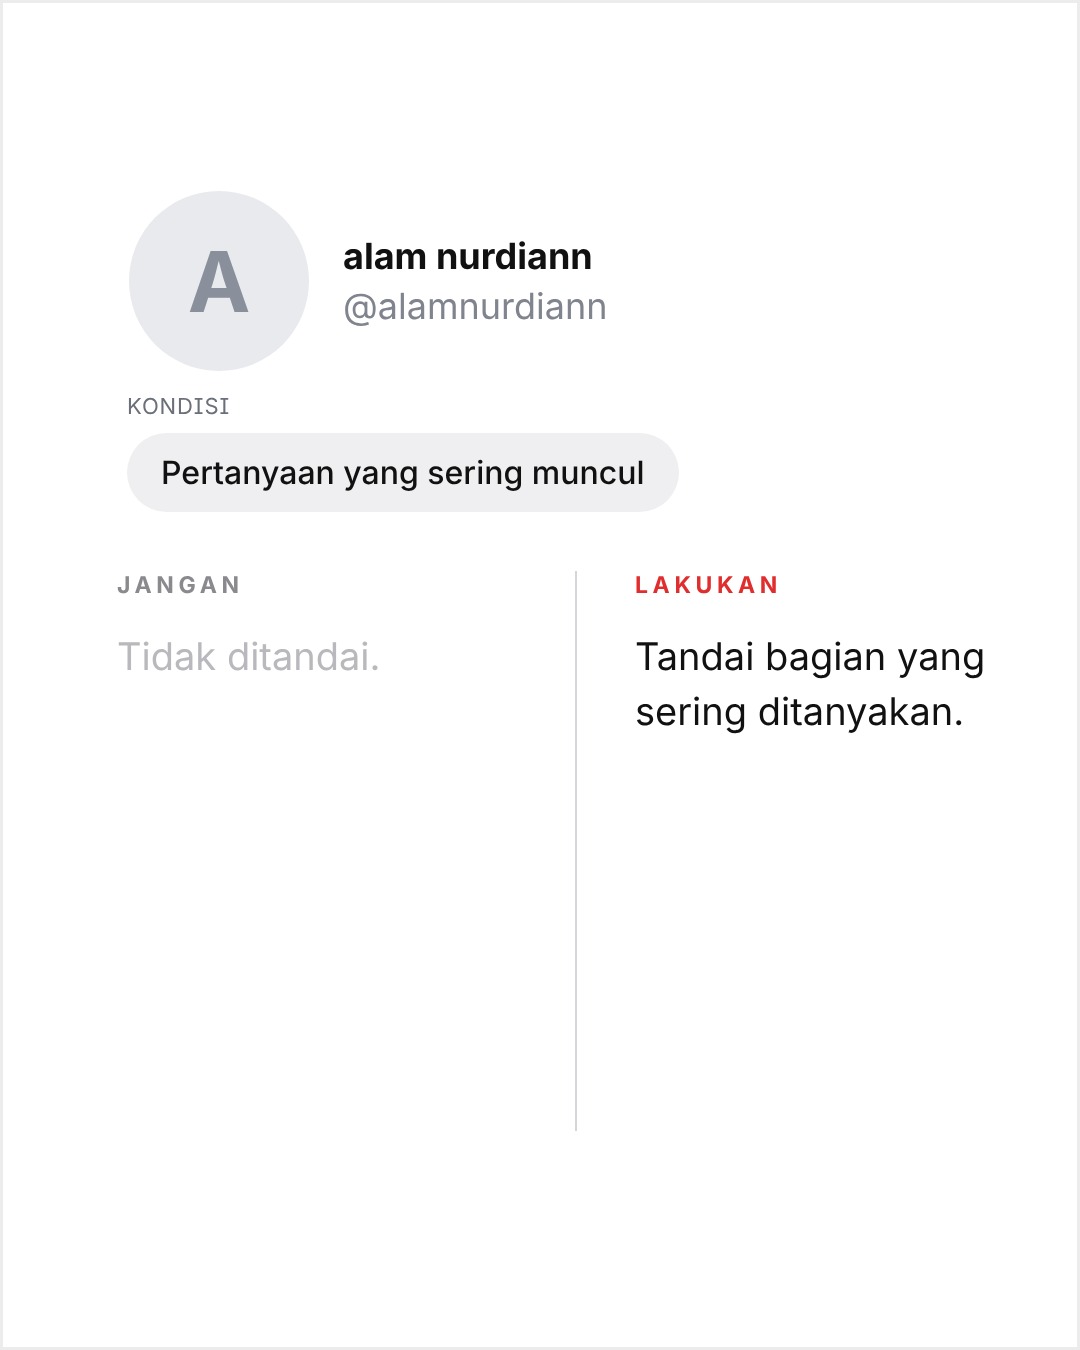 A
alam nurdiann
@alamnurdiann
KONDISI
Pertanyaan yang sering muncul
JANGAN
Tidak ditandai.
LAKUKAN
Tandai bagian yang
sering ditanyakan.